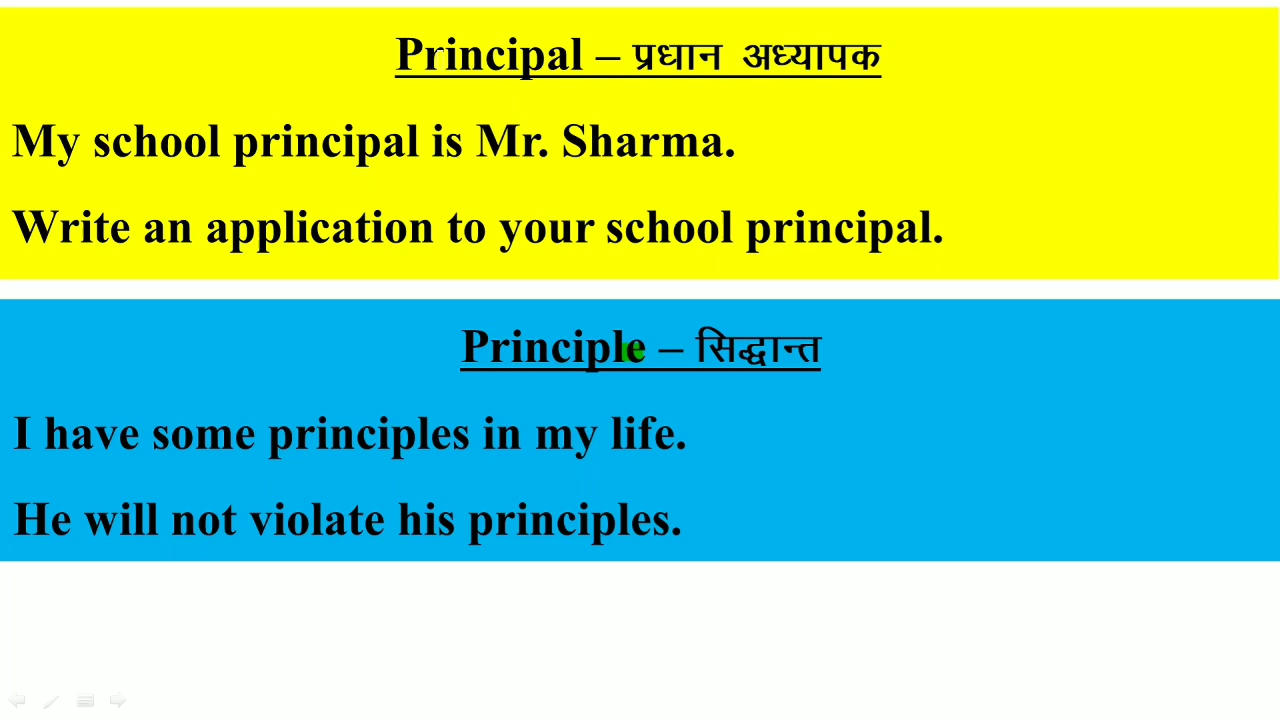 Principal – प्रधान अध्यापक
My school principal is Mr. Sharma.
Write an application to your school principal.
Principle – सिद्धान्त
I have some principles in my life.
He will not violate his principles.